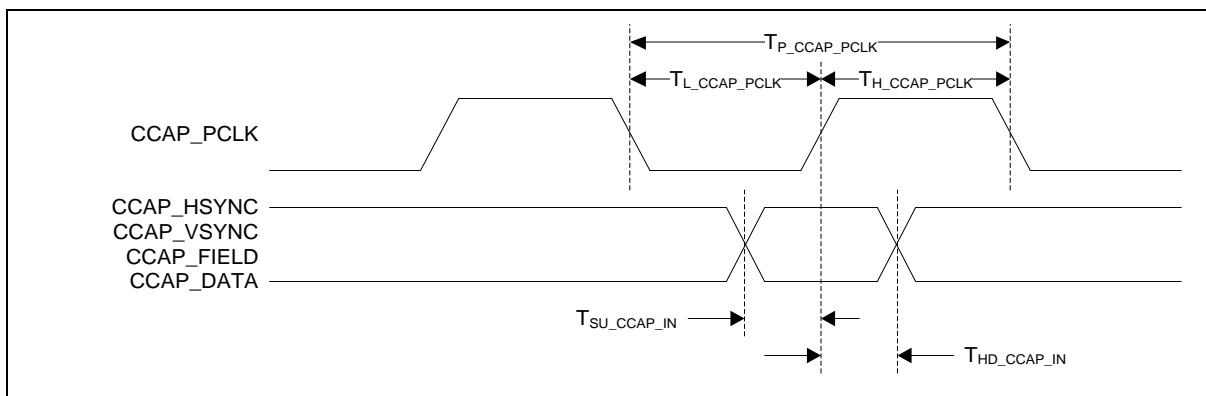 T_P_CCAP_PCLK
T_L_CCAP_PCLK T_H_CCAP_PCLK
CCAP_PCLK
CCAP_HSYNC
CCAP_VSYNC
CCAP_FIELD
CCAP_DATA
T_SU_CCAP_IN
T_HD_CCAP_IN